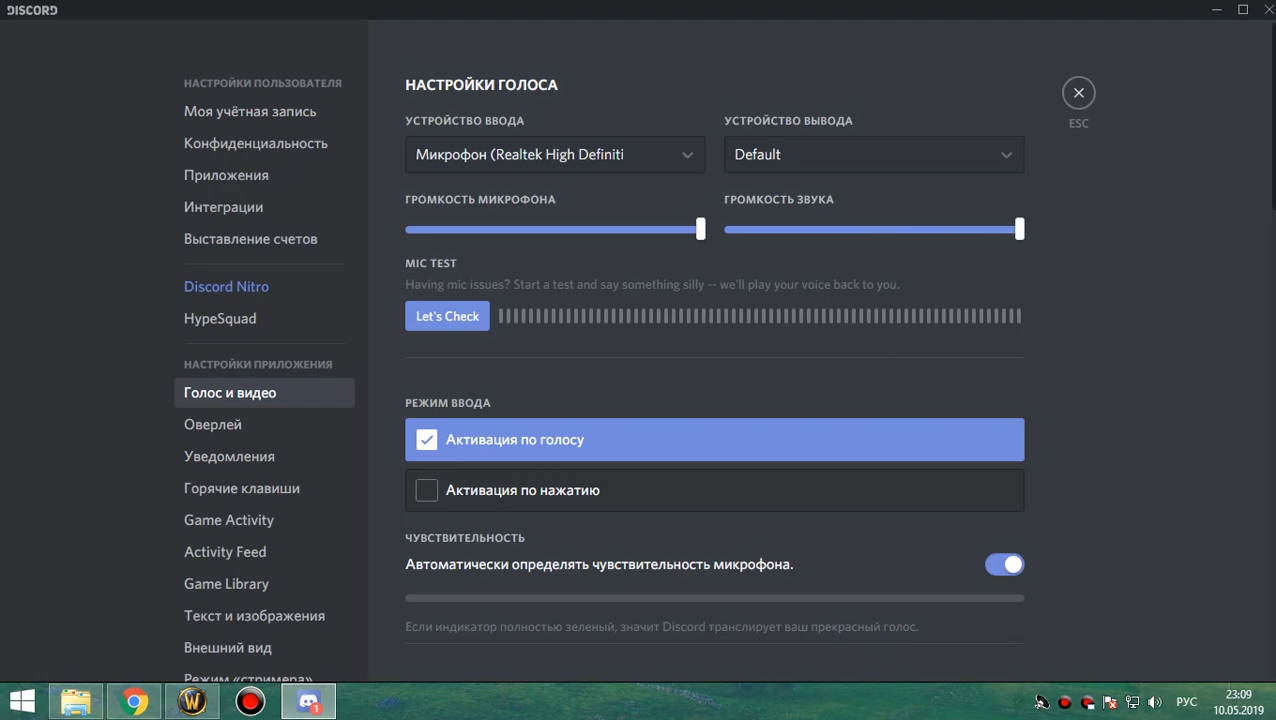 DISCORD
НАСТРОЙКИ ПОЛЬЗОВАТЕЛЯ
Моя учётная запись
Конфиденциальность
Приложения
Интеграции
Выставление счетов
Discord Nitro
HypeSquad
НАСТРОЙКИ ПРИЛОЖЕНИЯ
Голос и видео
Оверлей
Уведомления
Горячие клавиши
Game Activity
Activity Feed
Game Library
Текст и изображения
Внешний вид
Режим «стримера»
НАСТРОЙКИ ГОЛОСА
УСТРОЙСТВО ВВОДА
УСТРОЙСТВО ВЫВОДА
Микрофон (Realtek High Definiti
Default
ГРОМКОСТЬ МИКРОФОНА
ГРОМКОСТЬ ЗВУКА
MIC TEST
Having mic issues? Start a test and say something silly -- we'll play your voice back to you.
Let's Check
РЕЖИМ ВВОДА
Активация по голосу
Активация по нажатию
ЧУВСТВИТЕЛЬНОСТЬ
Автоматически определять чувствительность микрофона.
Если индикатор полностью зеленый, значит Discord транслирует ваш прекрасный голос.
ESC
W
1
РУС
23:09
10.05.2019